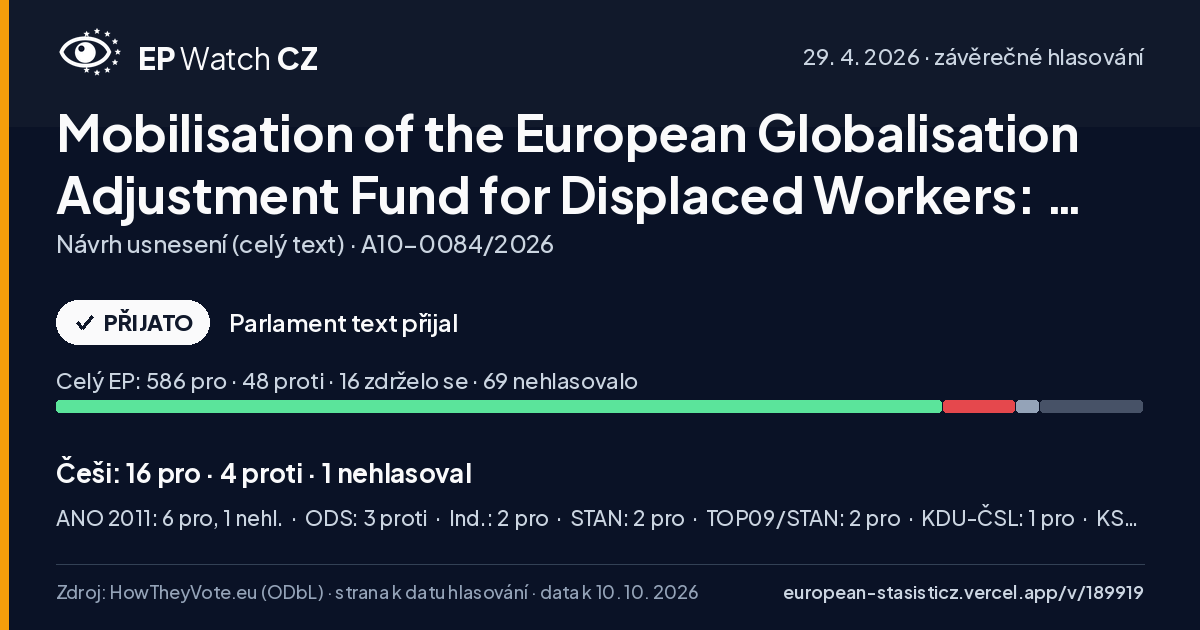 EP Watch CZ
29. 4. 2026 · závěrečné hlasování
Mobilisation of the European Globalisation
Adjustment Fund for Displaced Workers: …
Návrh usnesení (celý text) · A10–0084/2026
✓ PŘIJATO
Parlament text přijal
Celý EP: 586 pro · 48 proti · 16 zdrželo se · 69 nehlasovalo
Češi: 16 pro · 4 proti · 1 nehlasoval
ANO 2011: 6 pro, 1 nehl. · ODS: 3 proti · Ind.: 2 pro · STAN: 2 pro · TOP09/STAN: 2 pro · KDU-ČSL: 1 pro · KS…
Zdroj: HowTheyVote.eu (ODbL) · strana k datu hlasování · data k 10. 10. 2026
european-stasisticz.vercel.app/v/189919